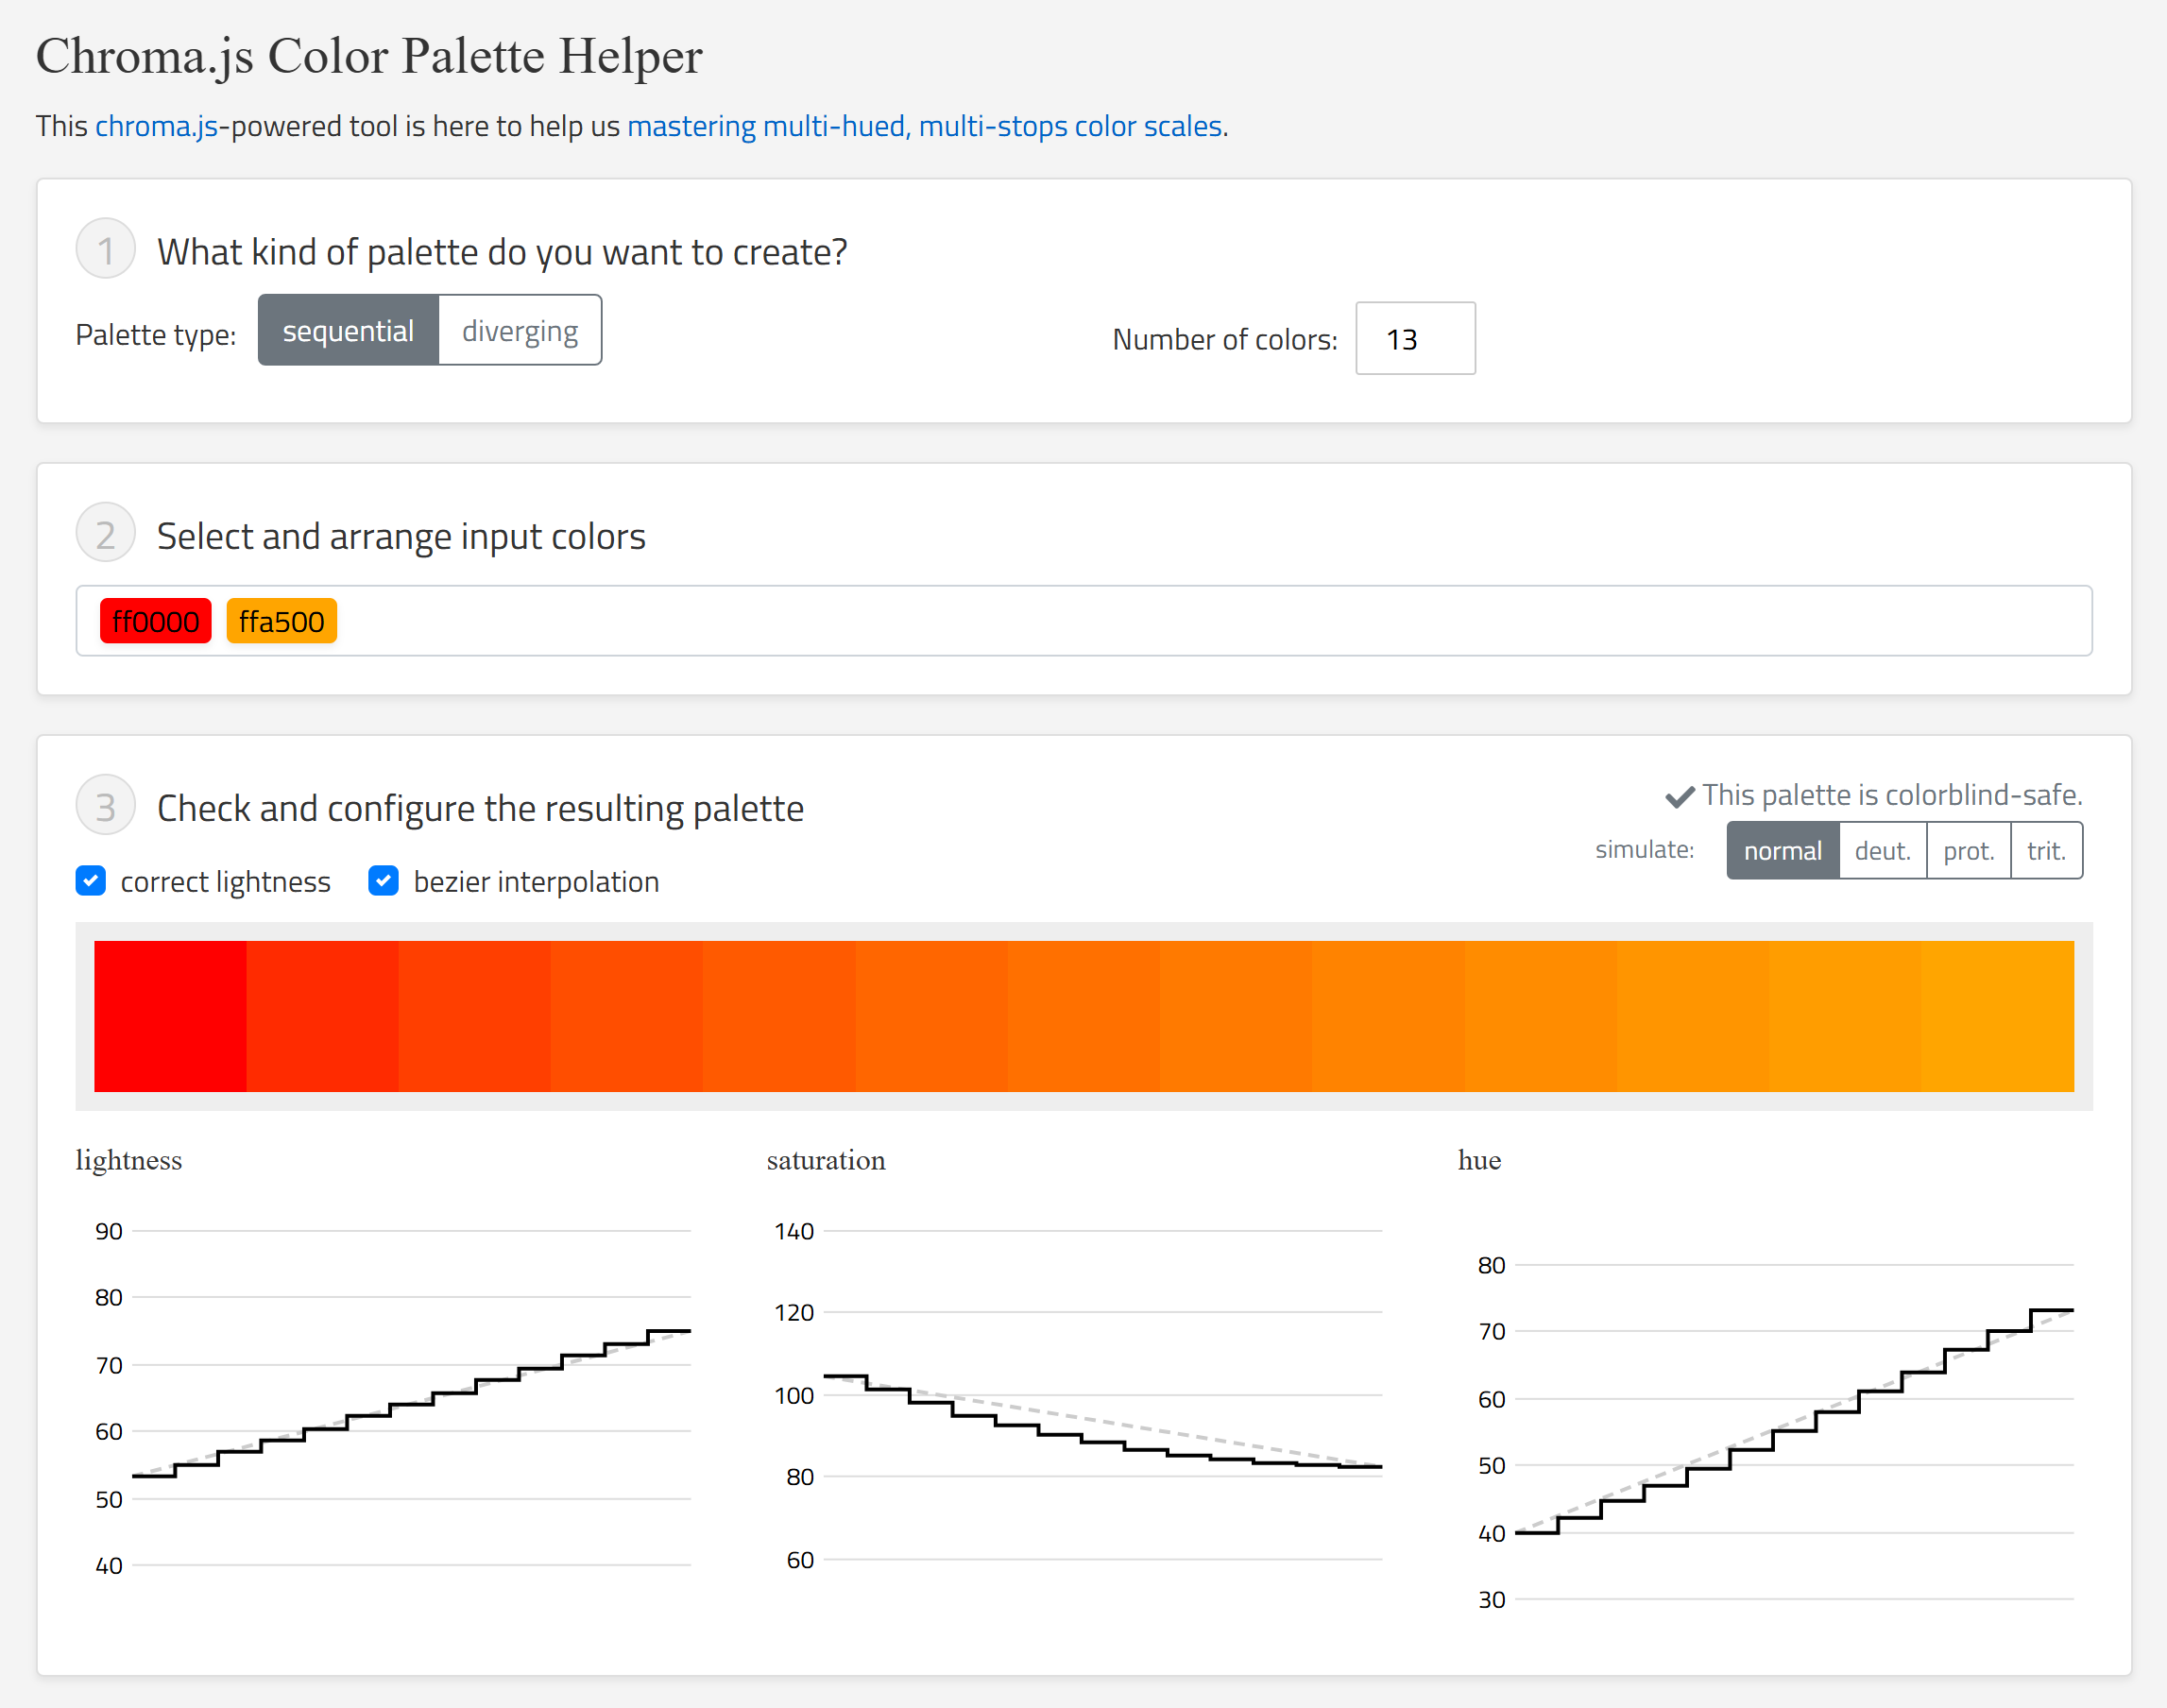 Chroma.js Color Palette Helper
This chroma.js-powered tool is here to help us mastering multi-hued, multi-stops color scales.
1 What kind of palette do you want to create?
Palette type: sequential diverging Number of colors: 13
2 Select and arrange input colors
ff0000 ffa500
3 Check and configure the resulting palette
This palette is colorblind-safe.
simulate: normal deut. prot. trit.
correct lightness bezier interpolation
lightness
90
80
70
60
50
40
saturation
140
120
100
80
60
hue
80
70
60
50
40
30